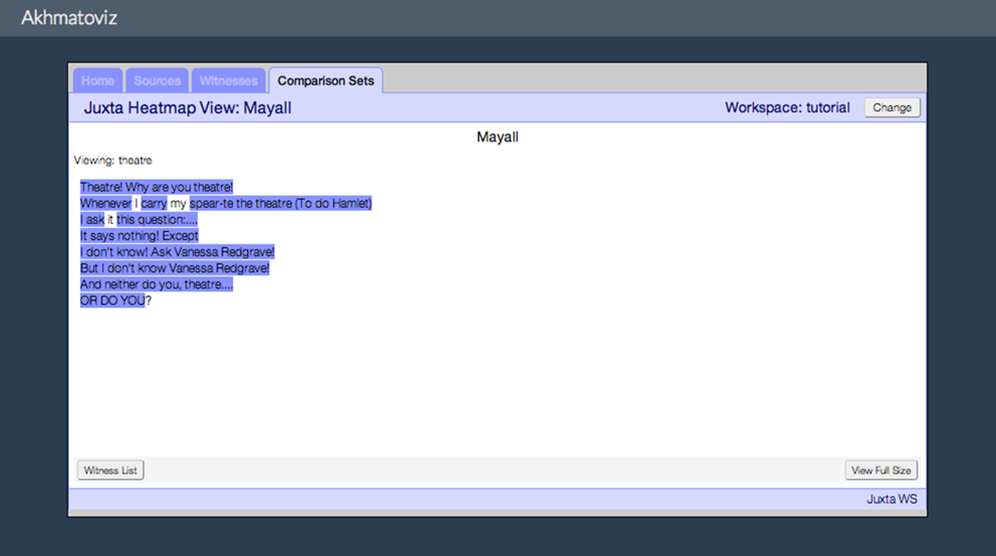 Akhmatoviz
Home Sources Witnesses Comparison Sets
Juxta Heatmap View: Mayall Workspace: tutorial Change
Mayall
Viewing: theatre
Theatre! Why are you theatre!
Whenever I carry my spear-te the theatre (To do Hamlet)
I ask it this question:....
It says nothing! Except
I don't know! Ask Vanessa Redgrave!
But I don't know Vanessa Redgrave!
And neither do you, theatre....
OR DO YOU?
Witness List View Full Size
Juxta WS